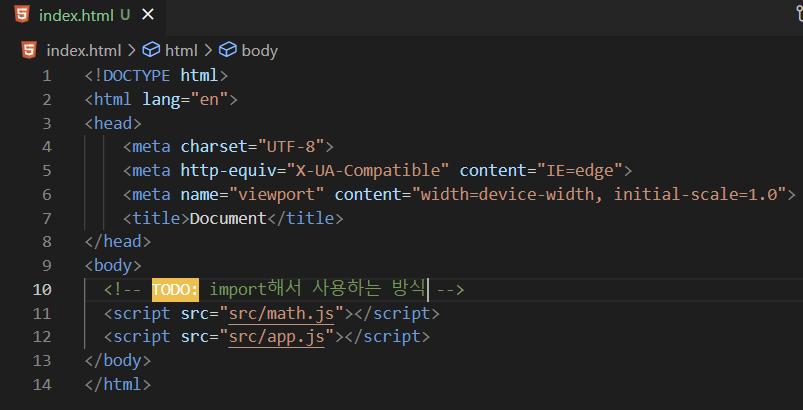 index.html U ×
index.html > html > body
1 <!DOCTYPE html>
2 <html lang="en">
3 <head>
4 <meta charset="UTF-8">
5 <meta http-equiv="X-UA-Compatible" content="IE=edge">
6 <meta name="viewport" content="width=device-width, initial-scale=1.0">
7 <title>Document</title>
8 </head>
9 <body>
10 <!-- TODO: import해서 사용하는 방식 -->
11 <script src="src/math.js"></script>
12 <script src="src/app.js"></script>
13 </body>
14 </html>